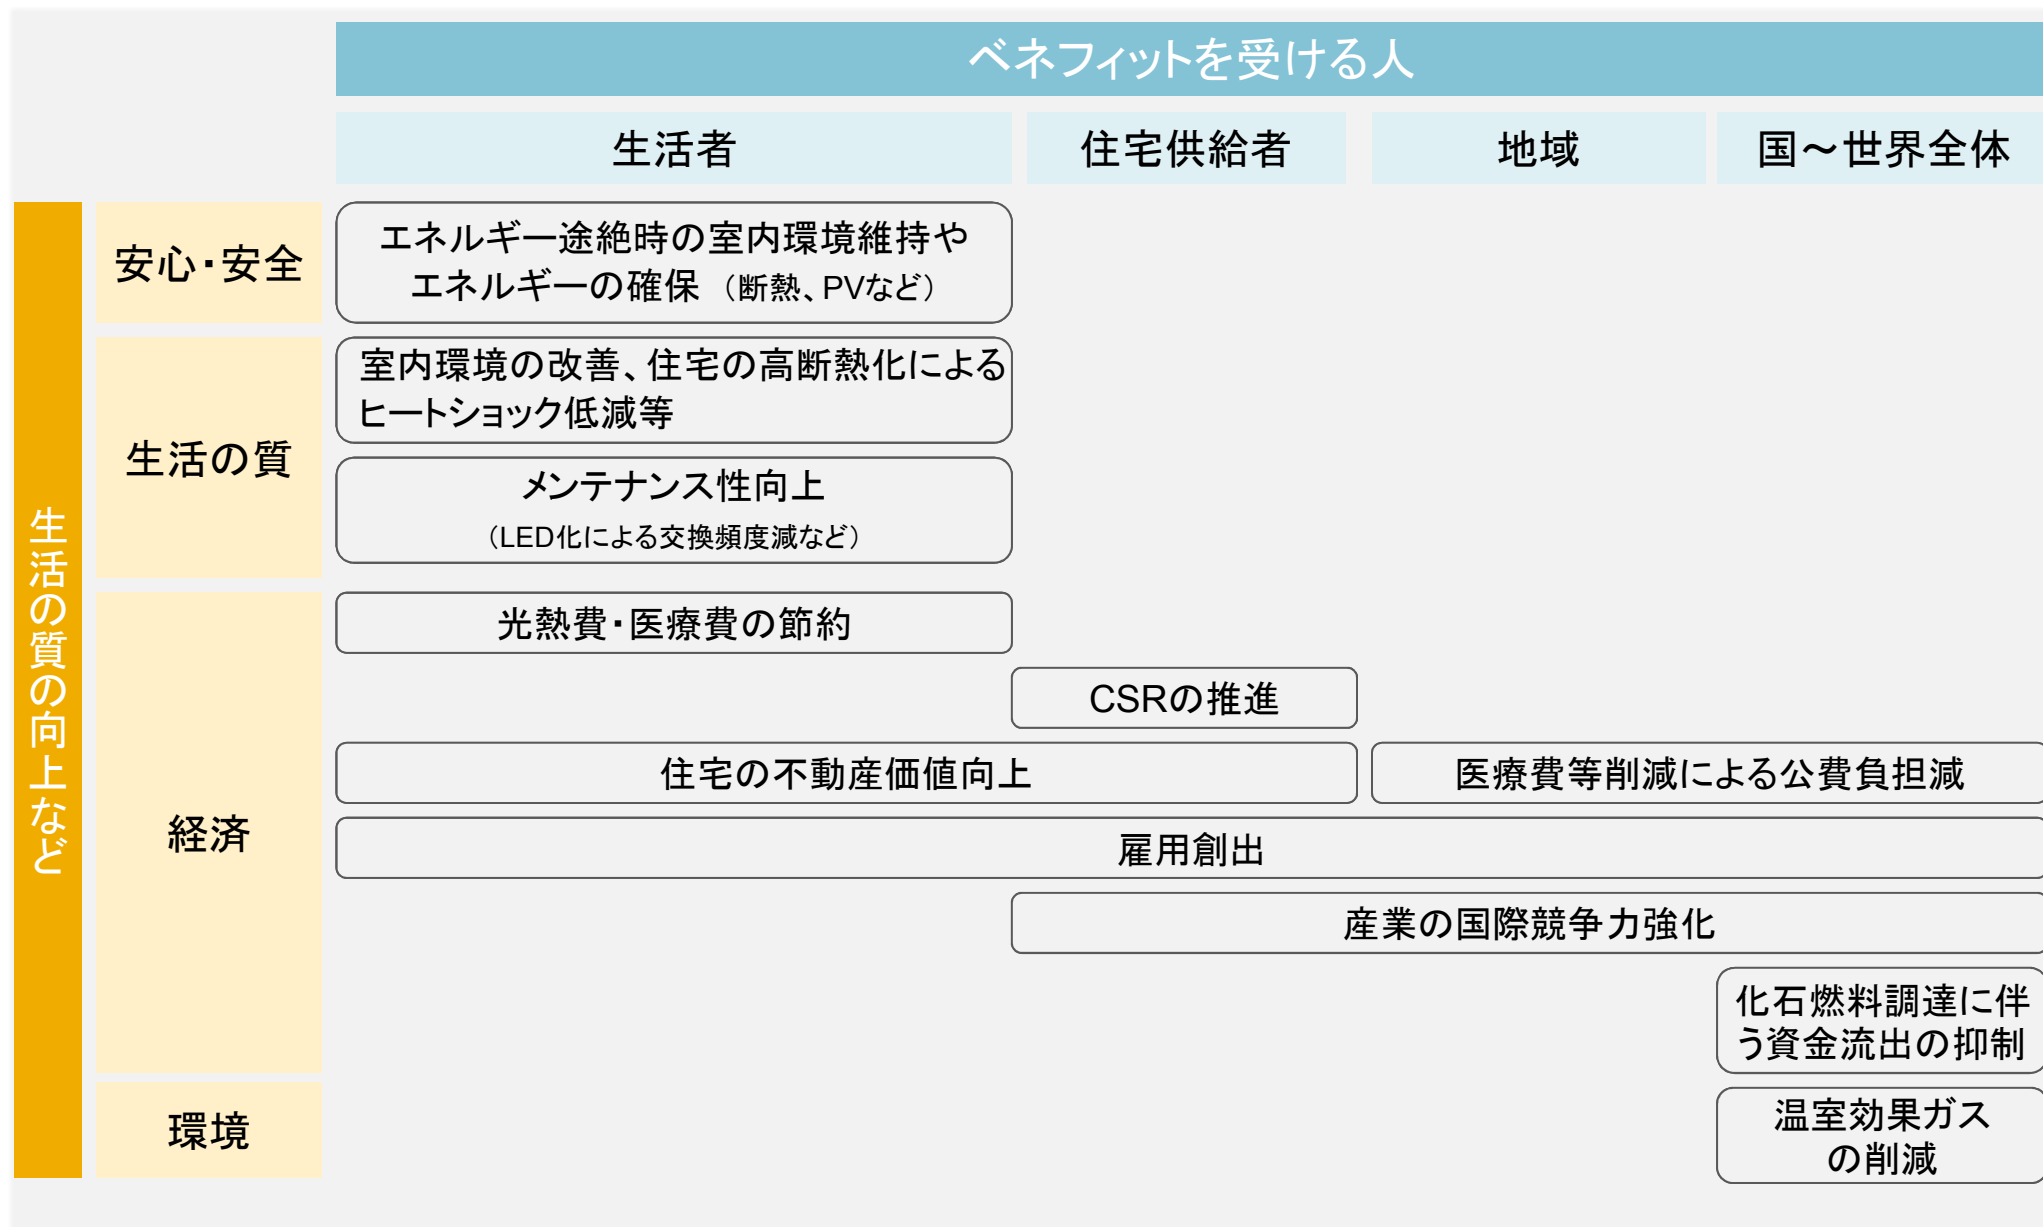 ベネフィットを受ける人
生活者
住宅供給者
地域
国～世界全体
生活の質の向上など
安心・安全
エネルギー途絶時の室内環境維持や
エネルギーの確保（断熱、PVなど）
生活の質
室内環境の改善、住宅の高断熱化による
ヒートショック低減等
メンテナンス性向上
（LED化による交換頻度減など）
経済
光熱費・医療費の節約
CSRの推進
住宅の不動産価値向上
医療費等削減による公費負担減
雇用創出
産業の国際競争力強化
化石燃料調達に伴
う資金流出の抑制
環境
温室効果ガス
の削減